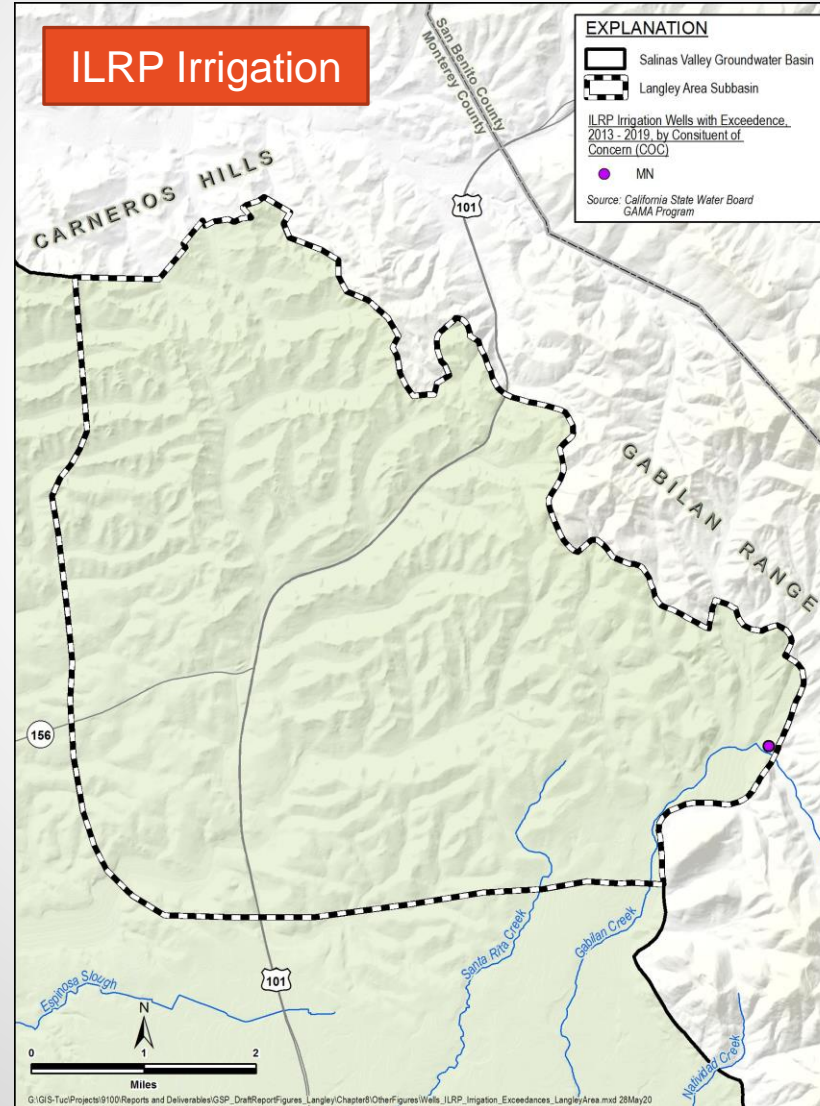 ILRP Irrigation
EXPLANATION
Salinas Valley Groundwater Basin
Langley Area Subbasin
ILRP Irrigation Wells with Exceedence,
2013 - 2019, by Consituent of
Concern (COC)
MN
Source: California State Water Board
GAMA Program
San Benito County
Monterey County
CARNEROS HILLS
101
GABILAN RANGE
156
Santa Rita Creek
Gabilan Creek
101
Espinosa Slough
Natividad Creek
N
0 1 2
Miles
G:\GIS-Tuc\Projects\9100\Reports and Deliverables\GSP_DraftReportFigures_Langley\Chapter8\OtherFigures\Wells_ILRP_Irrigation_Exceedances_LangleyArea.mxd 28May20